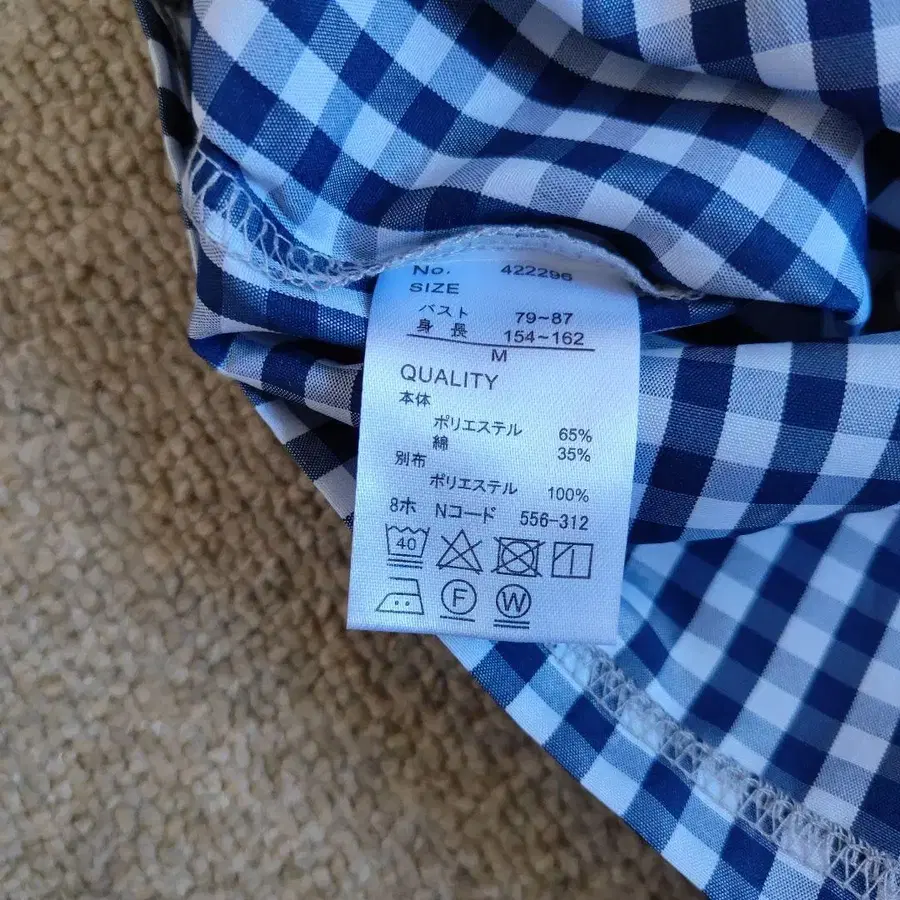 No. 422296
SIZE
バスト 79~87
身長 154~162
M
QUALITY
本体
ポリエステル 65%
綿 35%
別布
ポリエステル 100%
8ホ Nコード 556-312
40
F W